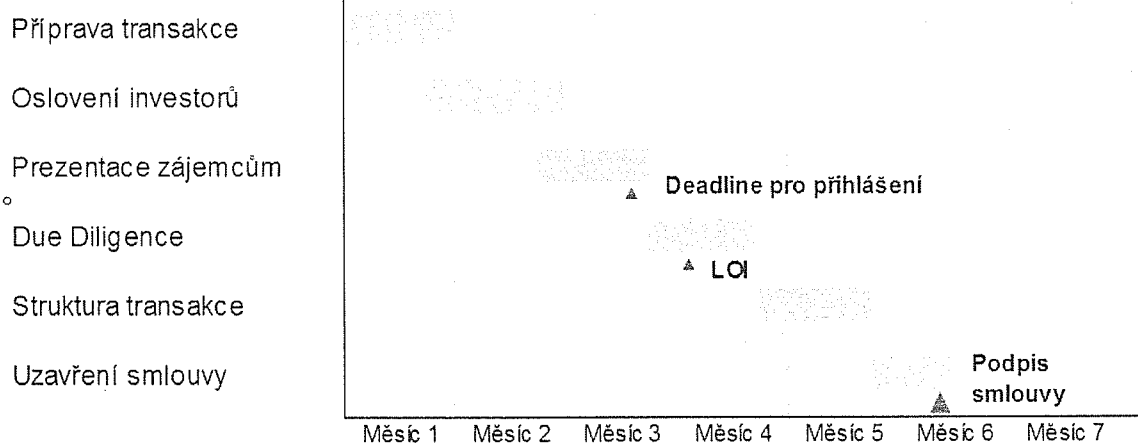 Příprava transakce
Oslovení investorů
Prezentace zájemcům
Deadline pro přihlášení
Due Diligence
LOI
Struktura transakce
Uzavření smlouvy
Podpis
smlouvy
Měsíc 1 Měsíc 2 Měsíc 3 Měsíc 4 Měsíc 5 Měsíc 6 Měsíc 7